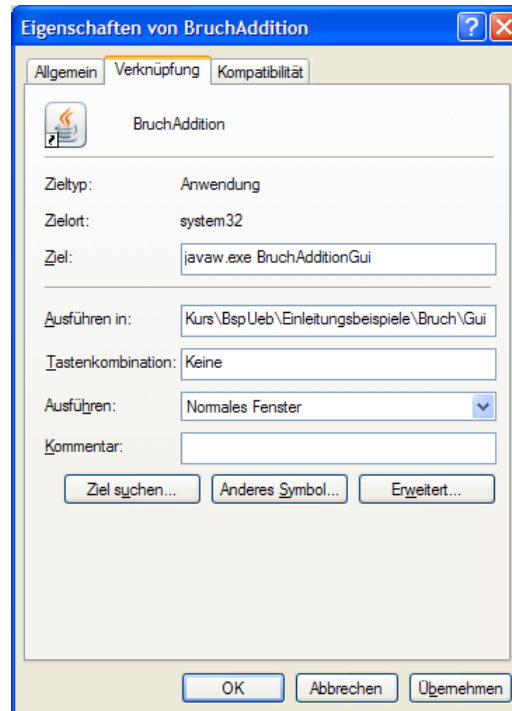 Eigenschaften von BruchAddition
Allgemein Verknüpfung Kompatibilität
BruchAddition
Zieltyp: Anwendung
Zielort: system32
Ziel: javaw.exe BruchAdditionGui
Ausführen in: Kurs\BspUeb\Einleitungsbeispiele\Bruch\Gui
Tastenkombination: Keine
Ausführen: Normales Fenster
Kommentar:
Ziel suchen... Anderes Symbol... Erweitert...
OK Abbrechen Übernehmen